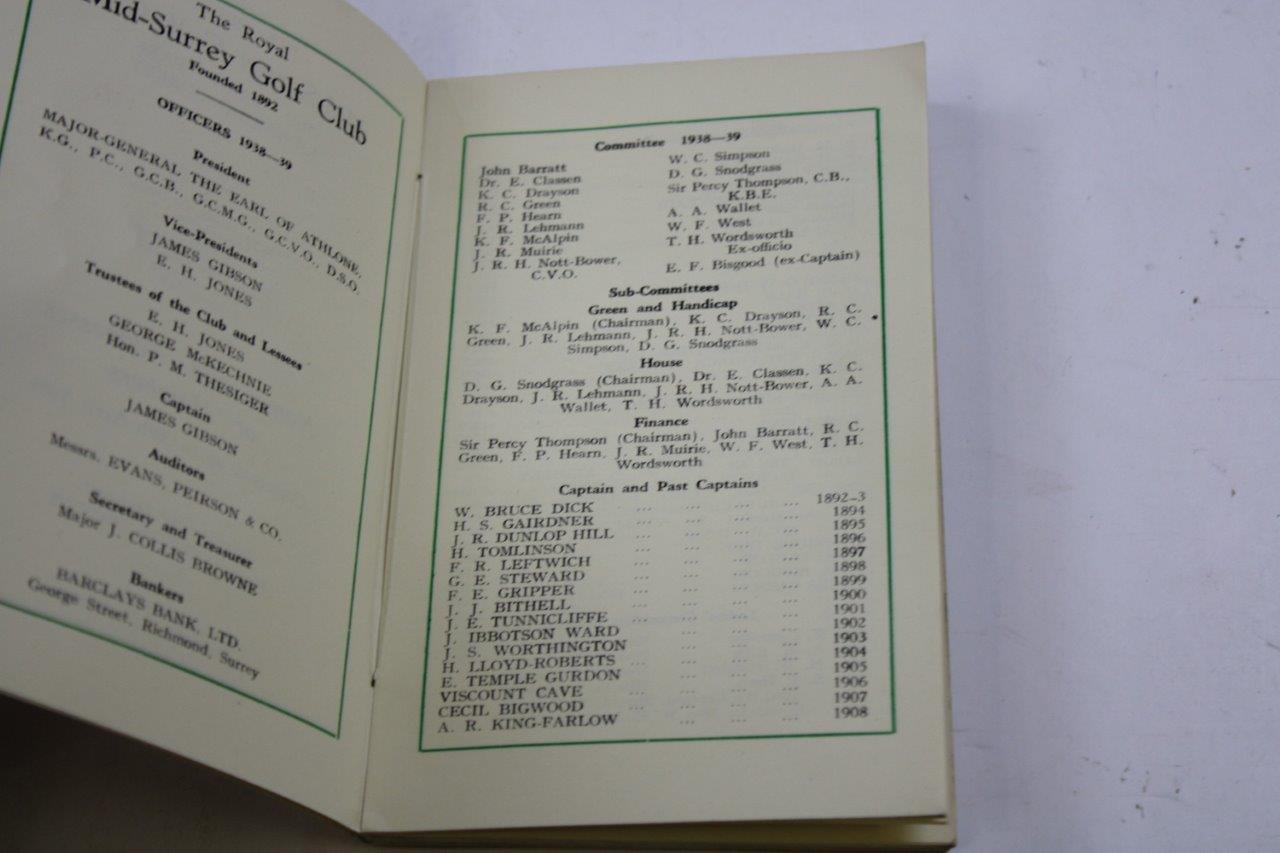 The Royal
Mid-Surrey Golf Club
Founded 1892
OFFICERS 1938—39
President
MAJOR-GENERAL THE EARL OF ATHLONE,
K.G., P.C., G.C.B., G.C.M.G., G.C.V.O., D.S.O.
Vice-Presidents
JAMES GIBSON
E. H. JONES
Trustees of the Club and Lessees
E. H. JONES
GEORGE McKECHNIE
Hon. P. M. THESIGER
Captain
JAMES GIBSON
Auditors
Messrs. EVANS, PEIRSON & CO.
Secretary and Treasurer
Major J. COLLIS BROWNE
Bankers
BARCLAYS BANK, LTD.
George Street, Richmond, Surrey
Committee 1938—39
John Barratt
Dr. E. Classen
K. C. Drayson
R. C. Green
F. P. Hearn
J. R. Lehmann
K. F. McAlpin
J. R. Muirie
J. R. H. Nott-Bower,
C.V.O.
W. C. Simpson
D. G. Snodgrass
Sir Percy Thompson, C.B.,
K.B.E.
A. A. Wallet
W. F. West
T. H. Wordsworth
Ex-officio
E. F. Bisgood (ex-Captain)
Sub-Committees
Green and Handicap
K. F. McAlpin (Chairman), K. C. Drayson, R. C.
Green, J. R. Lehmann, J. R. H. Nott-Bower, W. C.
Simpson, D. G. Snodgrass
House
D. G. Snodgrass (Chairman), Dr. E. Classen, K. C.
Drayson, J. R. Lehmann, J. R. H. Nott-Bower, A. A.
Wallet, T. H. Wordsworth
Finance
Sir Percy Thompson (Chairman), John Barratt, R. C.
Green, F. P. Hearn, J. R. Muirie, W. F. West, T. H.
Wordsworth
Captain and Past Captains
W. BRUCE DICK ... ... ... ... 1892-3
H. S. GAIRDNER ... ... ... ... 1894
J. R. DUNLOP HILL ... ... ... ... 1895
H. TOMLINSON ... ... ... ... 1896
F. R. LEFTWICH ... ... ... ... 1897
G. E. STEWARD ... ... ... ... 1898
F. E. GRIPPER ... ... ... ... 1899
J. J. BITHELL ... ... ... ... 1900
J. E. TUNNICLIFFE ... ... ... ... 1901
J. IBBOTSON WARD ... ... ... 1902
J. S. WORTHINGTON ... ... ... 1903
H. LLOYD-ROBERTS ... ... ... ... 1904
E. TEMPLE GURDON ... ... ... 1905
VISCOUNT CAVE ... ... ... ... 1906
CECIL BIGWOOD ... ... ... ... 1907
A. R. KING-FARLOW ... ... ... 1908